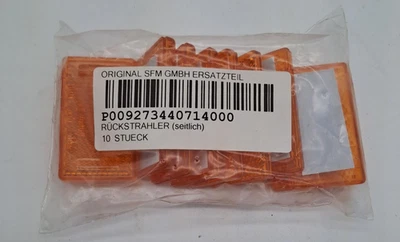 ORIGINAL SFM GMBH ERSATZTEIL
P009273440714000
RÜCKSTRAHLER (seitlich)
10 STUECK